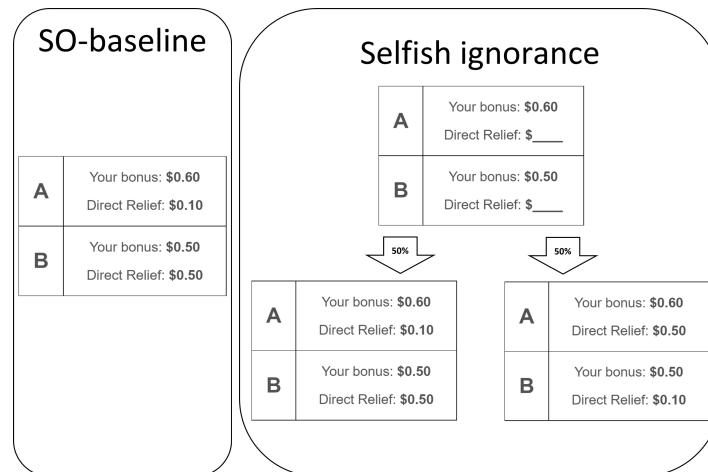 SO-baseline
A
Your bonus: $0.60
Direct Relief: $0.10
B
Your bonus: $0.50
Direct Relief: $0.50
Selfish ignorance
A
Your bonus: $0.60
Direct Relief: $____
B
Your bonus: $0.50
Direct Relief: $____
50%
50%
A
Your bonus: $0.60
Direct Relief: $0.10
B
Your bonus: $0.50
Direct Relief: $0.50
A
Your bonus: $0.60
Direct Relief: $0.50
B
Your bonus: $0.50
Direct Relief: $0.10